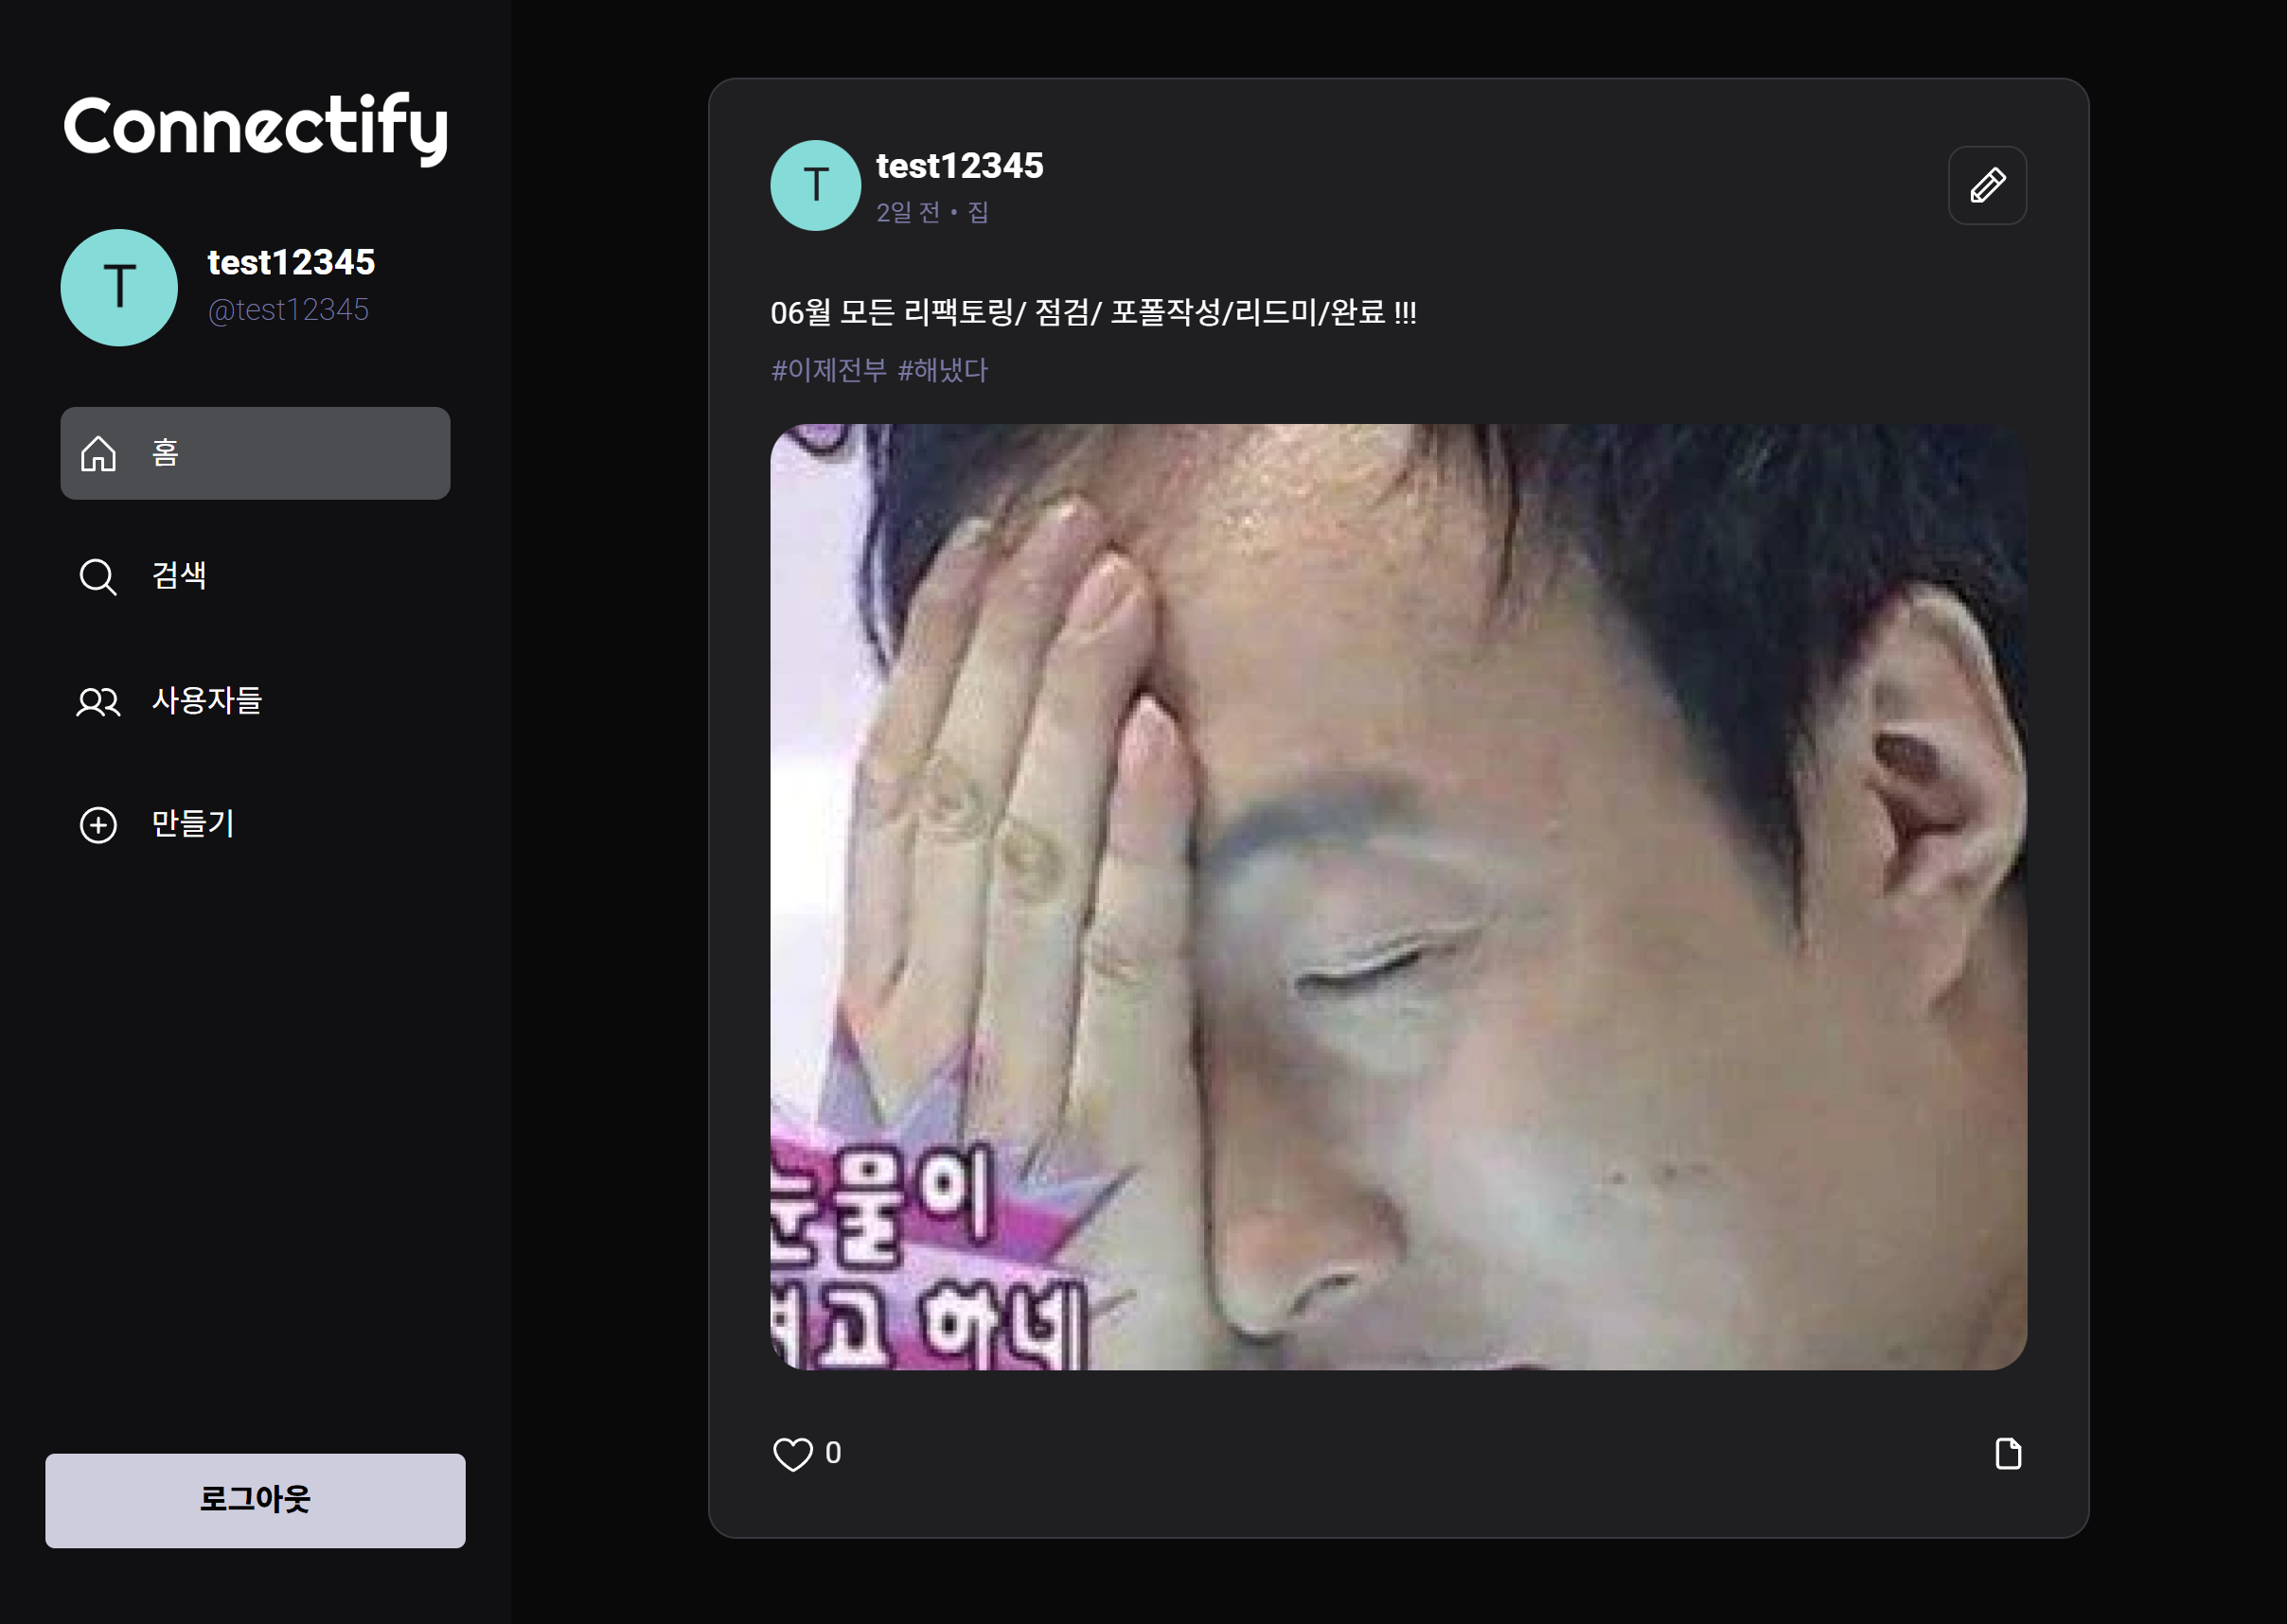 Connectify
T
test12345
@test12345
홈
검색
사용자들
만들기
로그아웃
T
test12345
2일 전 • 집
06월 모든 리팩토링/ 점검/ 포폴작성/리드미/완료 !!!
#이제전부 #해냈다
눈물이
고 하네
0